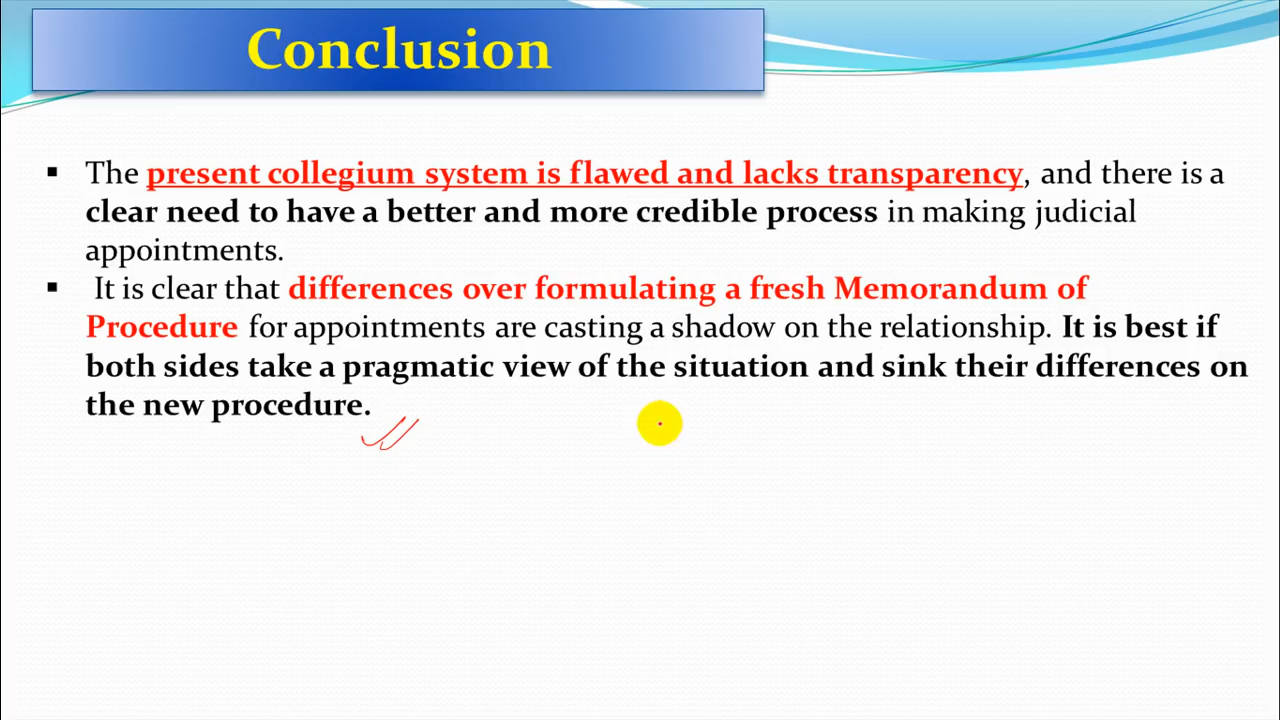 Conclusion
▪ The present collegium system is flawed and lacks transparency, and there is a
clear need to have a better and more credible process in making judicial
appointments.
▪ It is clear that differences over formulating a fresh Memorandum of
Procedure for appointments are casting a shadow on the relationship. It is best if
both sides take a pragmatic view of the situation and sink their differences on
the new procedure.